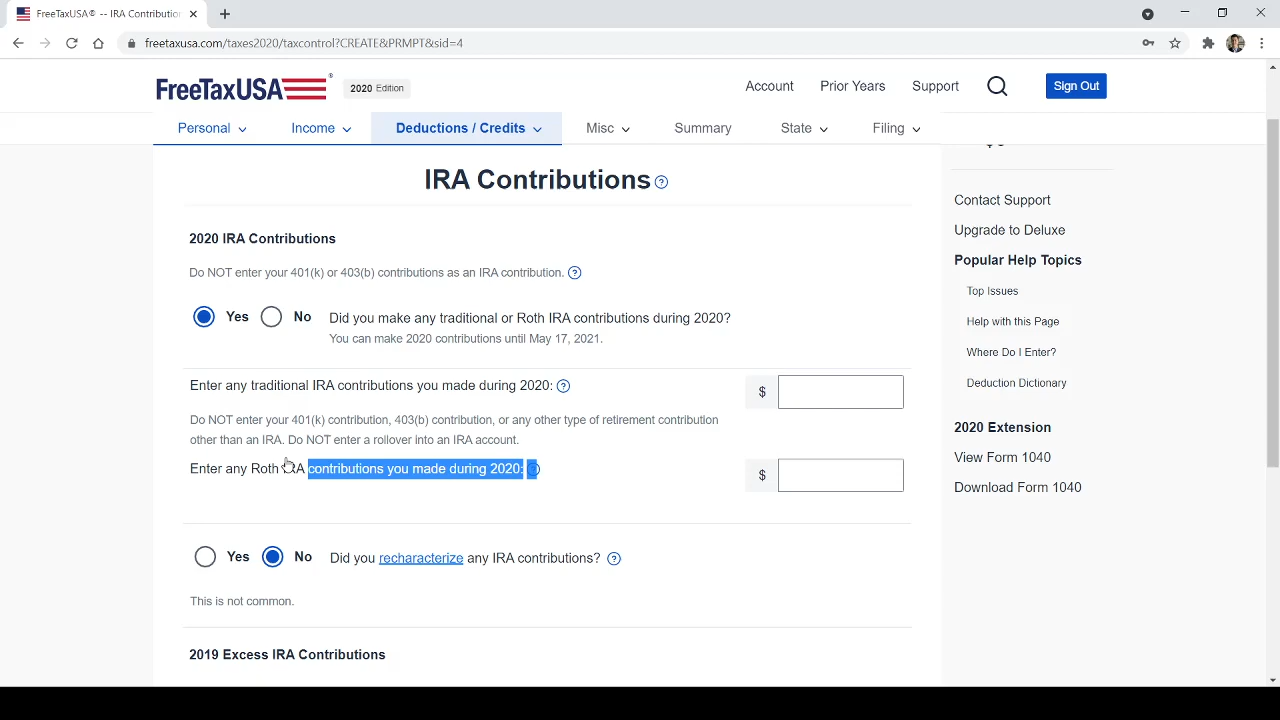 FreeTaxUSA® -- IRA Contribution
freetaxusa.com/taxes2020/taxcontrol?CREATE&PRMPT&sid=4
FreeTaxUSA®
2020 Edition
Account
Prior Years
Support
Sign Out
Personal
Income
Deductions / Credits
Misc
Summary
State
Filing
IRA Contributions ?
2020 IRA Contributions
Do NOT enter your 401(k) or 403(b) contributions as an IRA contribution. ?
Yes No Did you make any traditional or Roth IRA contributions during 2020?
You can make 2020 contributions until May 17, 2021.
Enter any traditional IRA contributions you made during 2020: ?
$
Do NOT enter your 401(k) contribution, 403(b) contribution, or any other type of retirement contribution
other than an IRA. Do NOT enter a rollover into an IRA account.
Enter any Roth IRA contributions you made during 2020:
$
Yes No Did you recharacterize any IRA contributions? ?
This is not common.
2019 Excess IRA Contributions
Contact Support
Upgrade to Deluxe
Popular Help Topics
Top Issues
Help with this Page
Where Do I Enter?
Deduction Dictionary
2020 Extension
View Form 1040
Download Form 1040